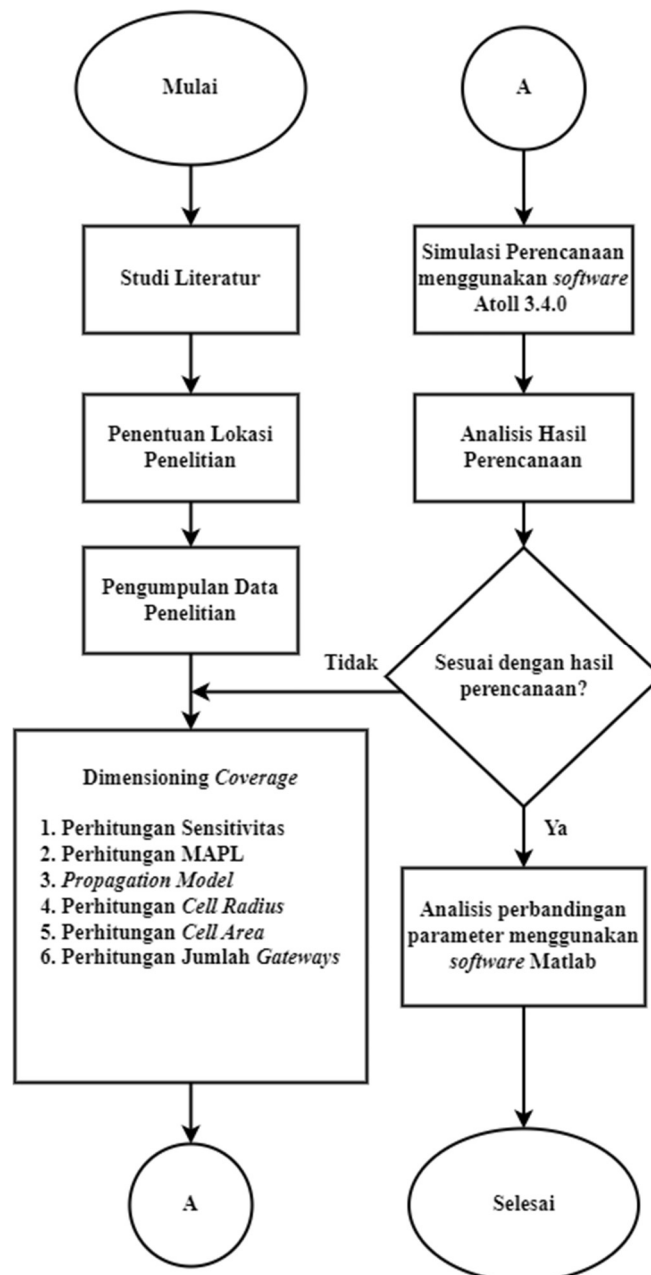 Mulai
Studi Literatur
Penentuan Lokasi
Penelitian
Pengumpulan Data
Penelitian
Dimensioning Coverage
1. Perhitungan Sensitivitas
2. Perhitungan MAPL
3. Propagation Model
4. Perhitungan Cell Radius
5. Perhitungan Cell Area
6. Perhitungan Jumlah Gateways
A
A
Simulasi Perencanaan
menggunakan software
Atoll 3.4.0
Analisis Hasil
Perencanaan
Sesuai dengan hasil
perencanaan?
Tidak
Ya
Analisis perbandingan
parameter menggunakan
software Matlab
Selesai